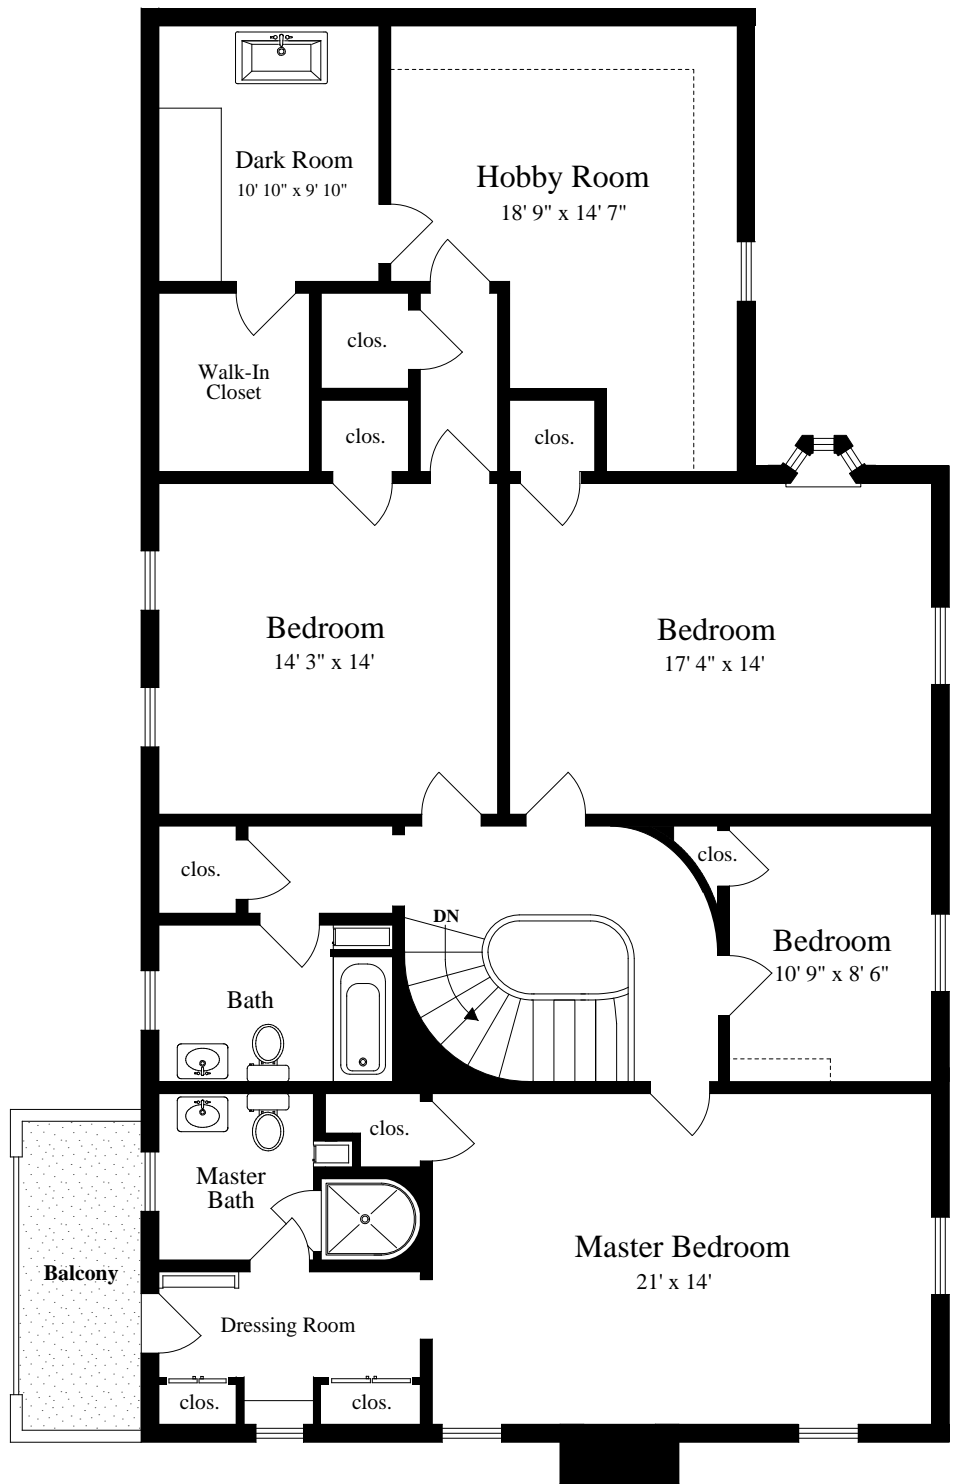 Dark Room
10' 10" x 9' 10"
Hobby Room
18' 9" x 14' 7"
clos.
Walk-In
Closet
clos.
clos.
Bedroom
14' 3" x 14'
Bedroom
17' 4" x 14'
clos.
clos.
DN
Bedroom
10' 9" x 8' 6"
Bath
clos.
Master
Bath
Master Bedroom
21' x 14'
Balcony
Dressing Room
clos.
clos.